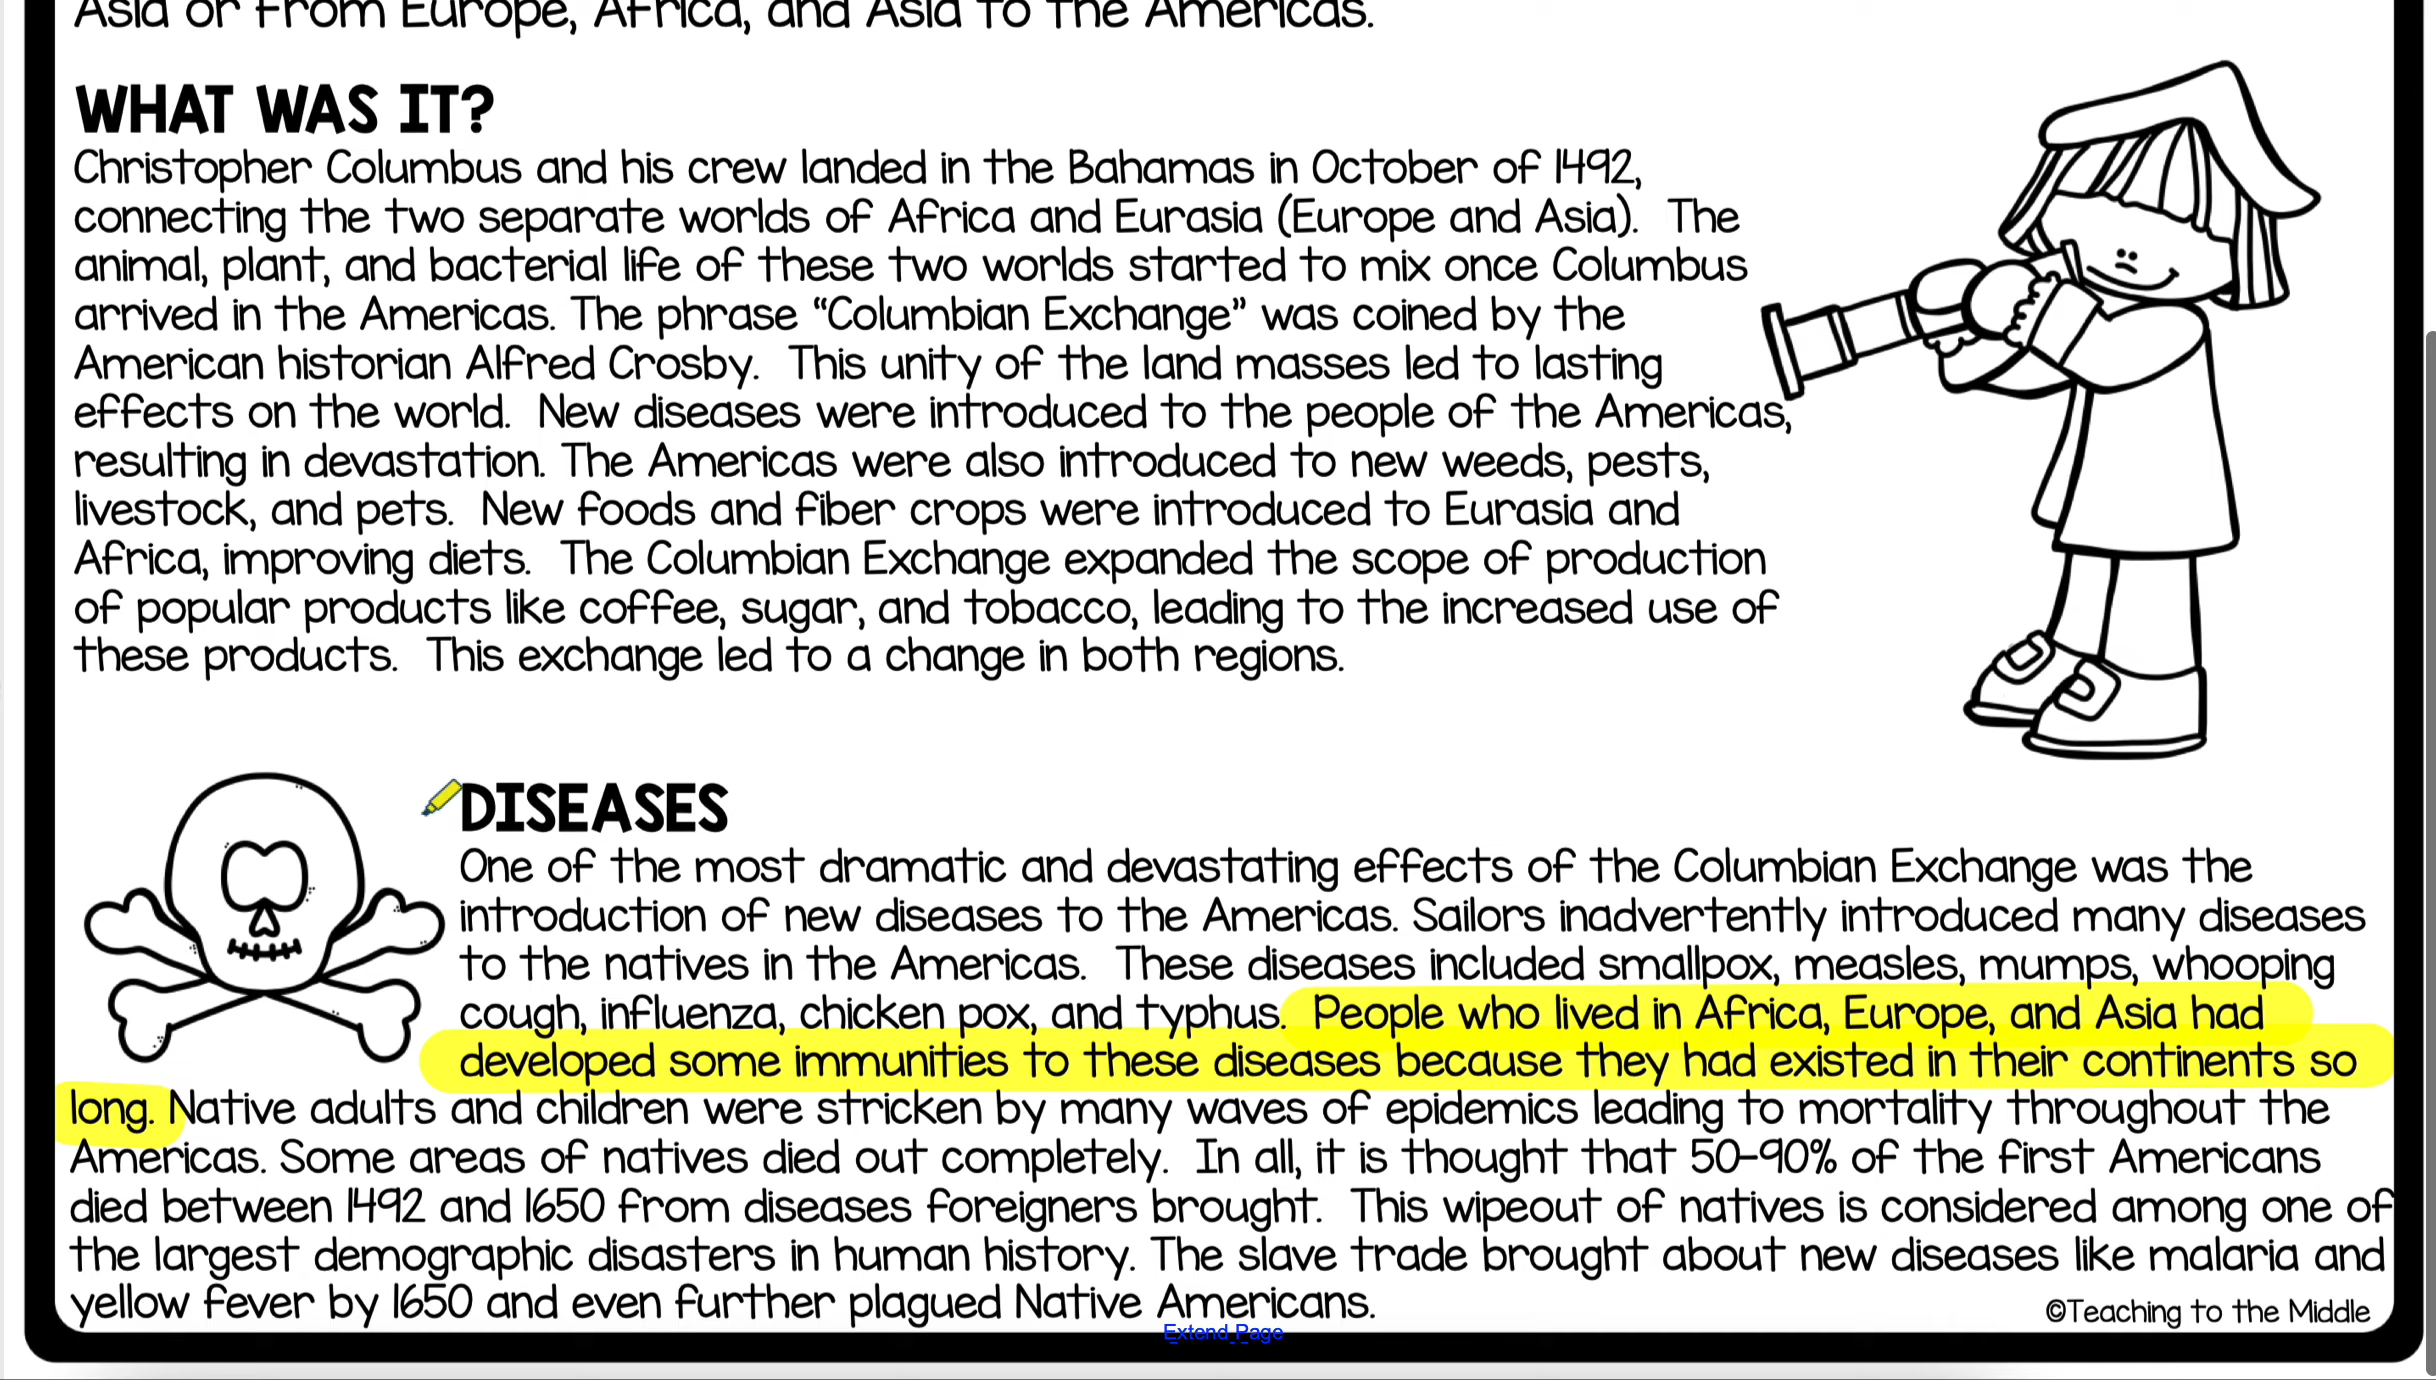 Asia or from Europe, Africa, and Asia to the Americas.
WHAT WAS IT?
Christopher Columbus and his crew landed in the Bahamas in October of 1492,
connecting the two separate worlds of Africa and Eurasia (Europe and Asia).  The
animal, plant, and bacterial life of these two worlds started to mix once Columbus
arrived in the Americas. The phrase “Columbian Exchange” was coined by the
American historian Alfred Crosby.  This unity of the land masses led to lasting
effects on the world.  New diseases were introduced to the people of the Americas,
resulting in devastation. The Americas were also introduced to new weeds, pests,
livestock, and pets.  New foods and fiber crops were introduced to Eurasia and
Africa, improving diets.  The Columbian Exchange expanded the scope of production
of popular products like coffee, sugar, and tobacco, leading to the increased use of
these products.  This exchange led to a change in both regions.
DISEASES
One of the most dramatic and devastating effects of the Columbian Exchange was the
introduction of new diseases to the Americas. Sailors inadvertently introduced many diseases
to the natives in the Americas.  These diseases included smallpox, measles, mumps, whooping
cough, influenza, chicken pox, and typhus.  People who lived in Africa, Europe, and Asia had
developed some immunities to these diseases because they had existed in their continents so
long. Native adults and children were stricken by many waves of epidemics leading to mortality throughout the
Americas. Some areas of natives died out completely.  In all, it is thought that 50-90% of the first Americans
died between 1492 and 1650 from diseases foreigners brought.  This wipeout of natives is considered among one of
the largest demographic disasters in human history. The slave trade brought about new diseases like malaria and
yellow fever by 1650 and even further plagued Native Americans.
©Teaching to the Middle
Extend Page